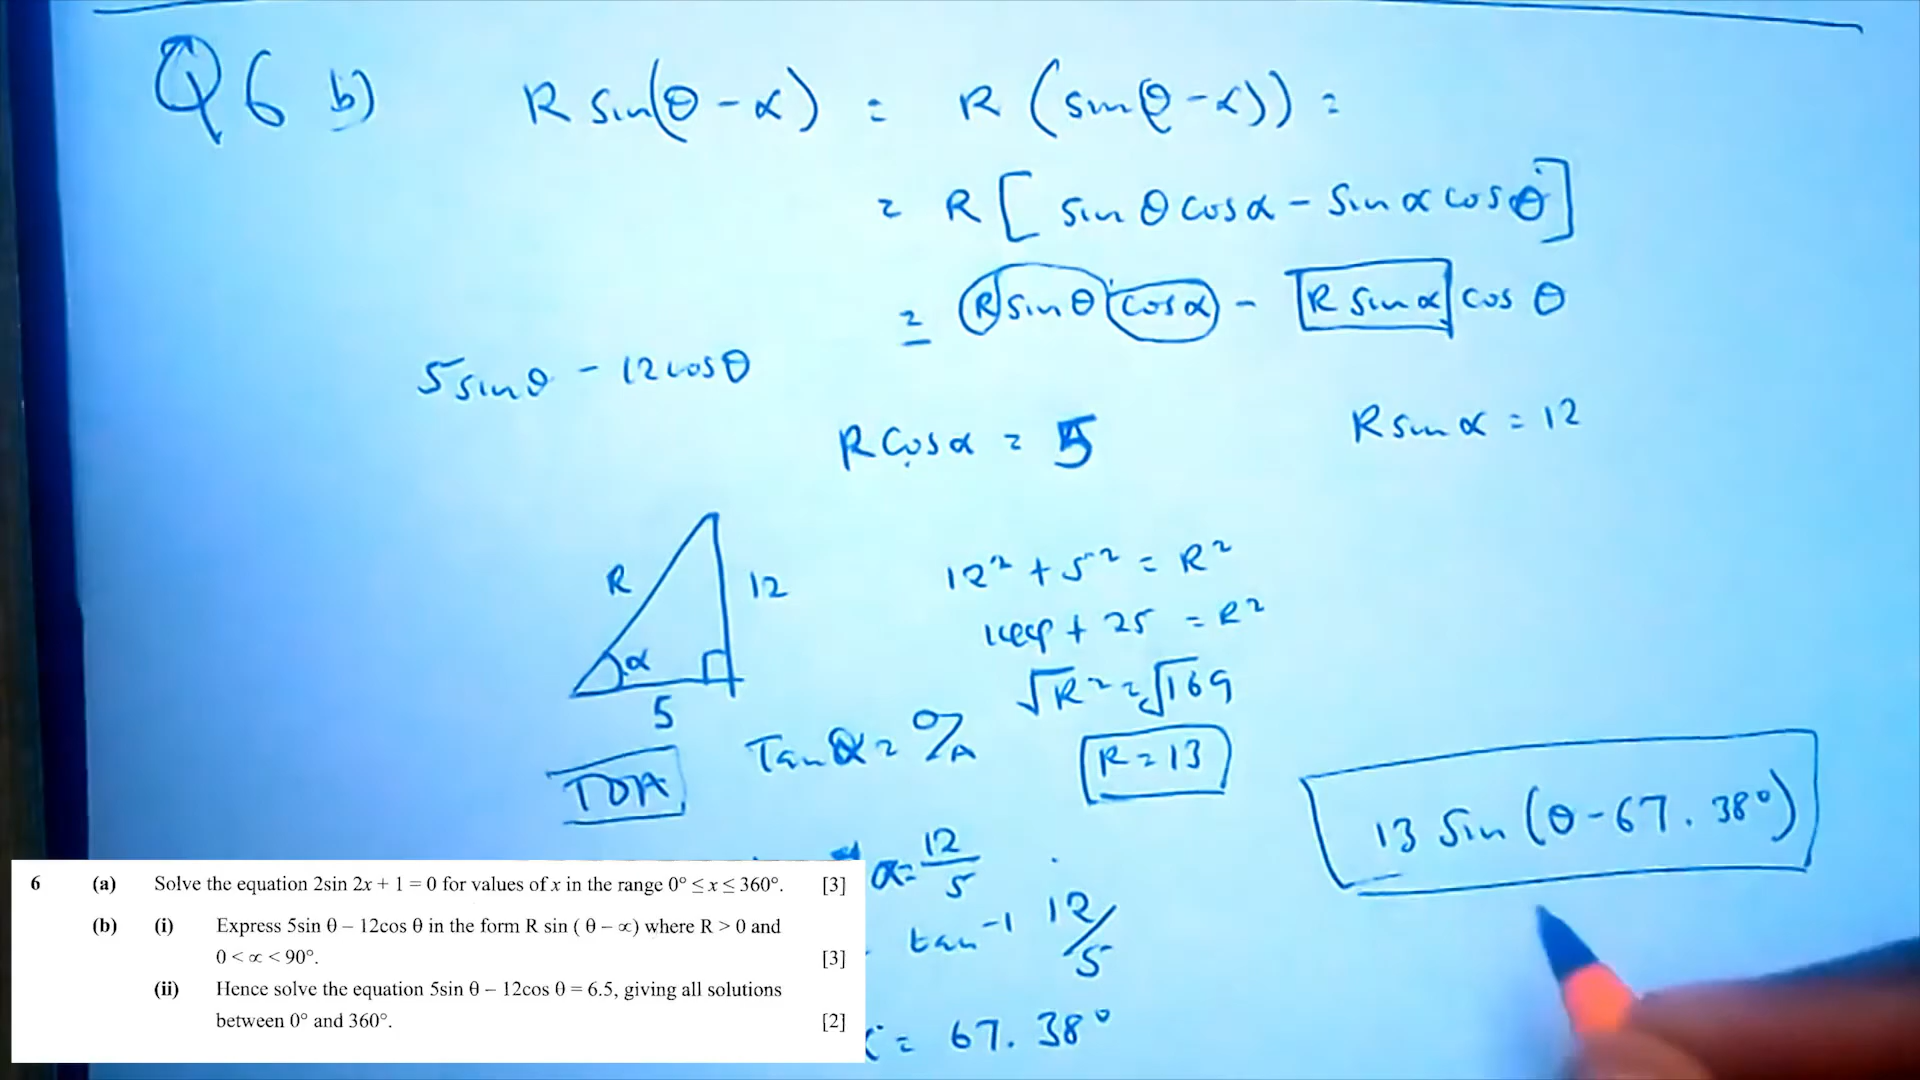 Q6 b) R sin(θ - α) = R (sin(θ - α)) =
= R [ sin θ cos α - sin α cos θ ]
= R sin θ cos α - R sin α cos θ
5 sin θ - 12 cos θ
R cos α = 5 R sin α = 12
R 12
α
5
12² + 5² = R²
144 + 25 = R²
√R² = √169
R = 13
TOA
Tan α = O/A
α = 12/5
tan⁻¹ 12/5
= 67.38°
13 sin (θ - 67.38°)
6 (a) Solve the equation 2sin 2x + 1 = 0 for values of x in the range 0° ≤ x ≤ 360°. [3]
(b) (i) Express 5sin θ – 12cos θ in the form R sin ( θ – ∝) where R > 0 and
0 < ∝ < 90°. [3]
(ii) Hence solve the equation 5sin θ – 12cos θ = 6.5, giving all solutions
between 0° and 360°. [2]